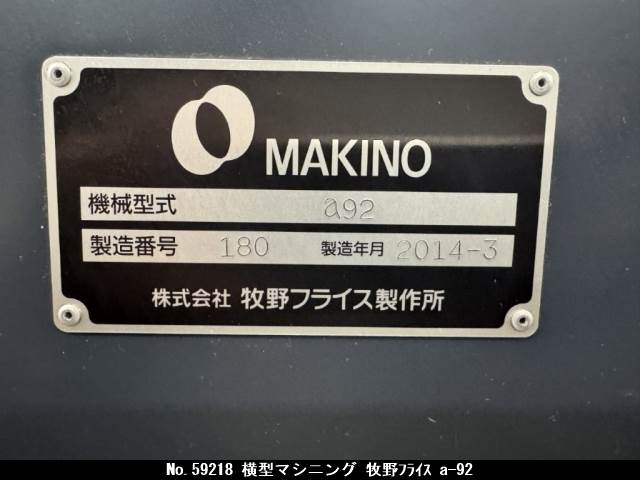 MAKINO
機械型式 a92
製造番号 180 製造年月 2014-3
株式会社 牧野フライス製作所
No.59218 横型マシニング 牧野ﾌﾗｲｽ a-92